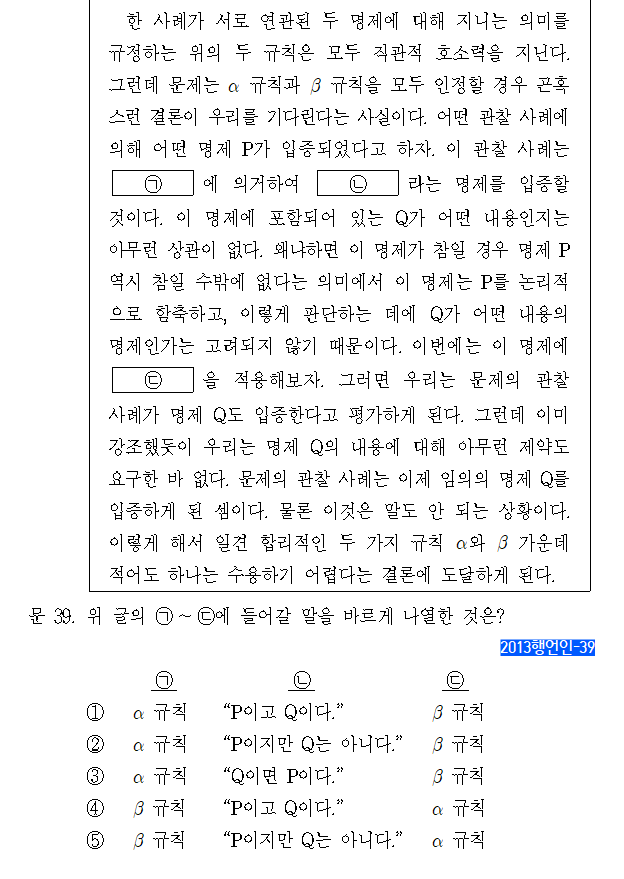 한 사례가 서로 연관된 두 명제에 대해 지니는 의미를
규정하는 위의 두 규칙은 모두 직관적 호소력을 지닌다.
그런데 문제는 α 규칙과 β 규칙을 모두 인정할 경우 곤혹
스런 결론이 우리를 기다린다는 사실이다. 어떤 관찰 사례에
의해 어떤 명제 P가 입증되었다고 하자. 이 관찰 사례는
㉠ 에 의거하여 ㉡ 라는 명제를 입증할
것이다. 이 명제에 포함되어 있는 Q가 어떤 내용인지는
아무런 상관이 없다. 왜냐하면 이 명제가 참일 경우 명제 P
역시 참일 수밖에 없다는 의미에서 이 명제는 P를 논리적
으로 함축하고, 이렇게 판단하는 데에 Q가 어떤 내용의
명제인가는 고려되지 않기 때문이다. 이번에는 이 명제에
㉢ 을 적용해보자. 그러면 우리는 문제의 관찰
사례가 명제 Q도 입증한다고 평가하게 된다. 그런데 이미
강조했듯이 우리는 명제 Q의 내용에 대해 아무런 제약도
요구한 바 없다. 문제의 관찰 사례는 이제 임의의 명제 Q를
입증하게 된 셈이다. 물론 이것은 말도 안 되는 상황이다.
이렇게 해서 일견 합리적인 두 가지 규칙 α와 β 가운데
적어도 하나는 수용하기 어렵다는 결론에 도달하게 된다.
문 39. 위 글의 ㉠~㉢에 들어갈 말을 바르게 나열한 것은?
2013행언인-39
㉠ ㉡ ㉢
① α 규칙 “P이고 Q이다.” β 규칙
② α 규칙 “P이지만 Q는 아니다.” β 규칙
③ α 규칙 “Q이면 P이다.” β 규칙
④ β 규칙 “P이고 Q이다.” α 규칙
⑤ β 규칙 “P이지만 Q는 아니다.” α 규칙